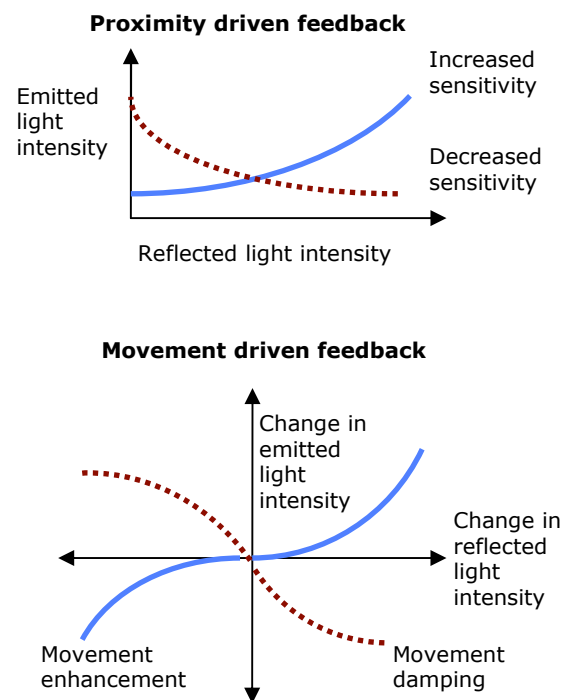 Proximity driven feedback
Emitted
light
intensity
Increased
sensitivity
Decreased
sensitivity
Reflected light intensity
Movement driven feedback
Change in
emitted
light
intensity
Change in
reflected
light
intensity
Movement
enhancement
Movement
damping